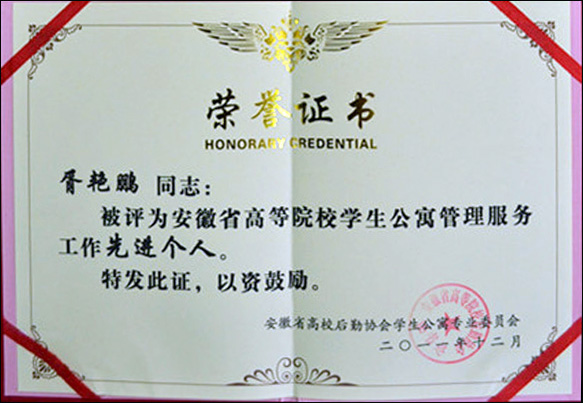 荣誉证书
HONORARY CREDENTIAL
胥艳鹏 同志：
被评为安徽省高等院校学生公寓管理服务
工作先进个人。
特发此证，以资鼓励。
安徽省高校后勤协会学生公寓专业委员会
二〇一一年十二月